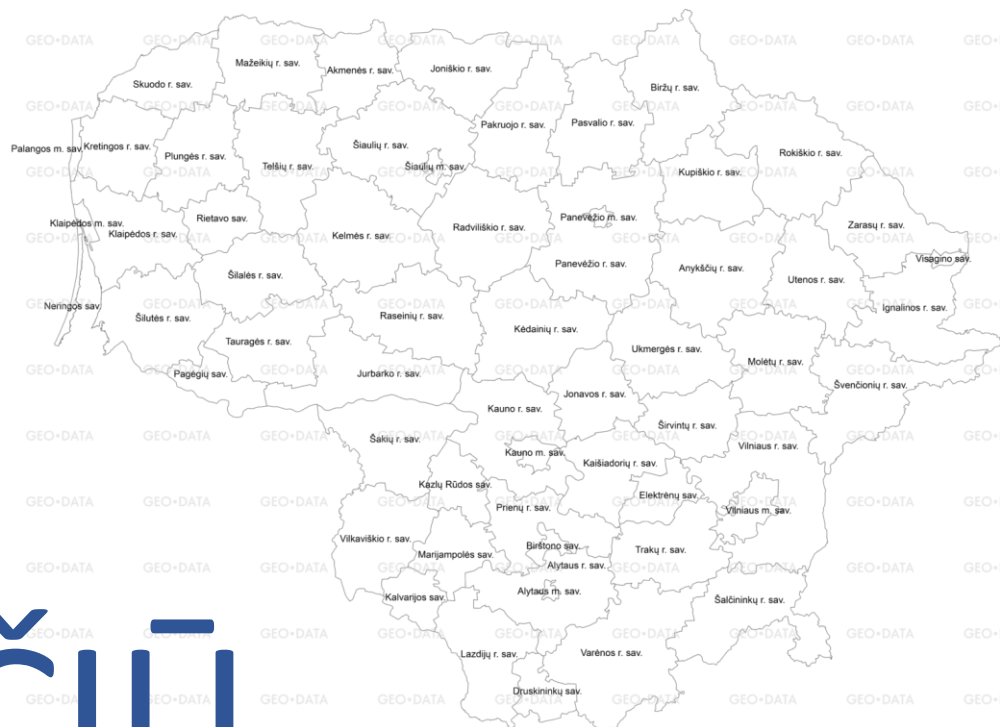 Mažeikių r. sav.
Akmenės r. sav.
Joniškio r. sav.
Skuodo r. sav.
Biržų r. sav.
Pakruojo r. sav.
Pasvalio r. sav.
Palangos m. sav.
Kretingos r. sav.
Plungės r. sav.
Šiaulių r. sav.
Rokiškio r. sav.
Telšių r. sav.
Šiaulių m. sav.
Kupiškio r. sav.
Klaipėdos m. sav.
Rietavo sav.
Panevėžio m. sav.
Klaipėdos r. sav.
Kelmės r. sav.
Radviliškio r. sav.
Zarasų r. sav.
Visagino sav.
Panevėžio r. sav.
Anykščių r. sav.
Šilalės r. sav.
Utenos r. sav.
Neringos sav.
Ignalinos r. sav.
Šilutės r. sav.
Raseinių r. sav.
Kėdainių r. sav.
Tauragės r. sav.
Ukmergės r. sav.
Molėtų r. sav.
Pagėgių sav.
Jurbarko r. sav.
Švenčionių r. sav.
Jonavos r. sav.
Kauno r. sav.
Širvintų r. sav.
Šakių r. sav.
Vilniaus r. sav.
Kauno m. sav.
Kaišiadorių r. sav.
Kazlų Rūdos sav.
Elektrėnų sav.
Prienų r. sav.
Vilniaus m. sav.
Vilkaviškio r. sav.
Birštono sav.
Marijampolės sav.
Trakų r. sav.
Alytaus r. sav.
Alytaus m. sav.
Kalvarijos sav.
Šalčininkų r. sav.
Lazdijų r. sav.
Varėnos r. sav.
Druskininkų sav.
GEO•DATA